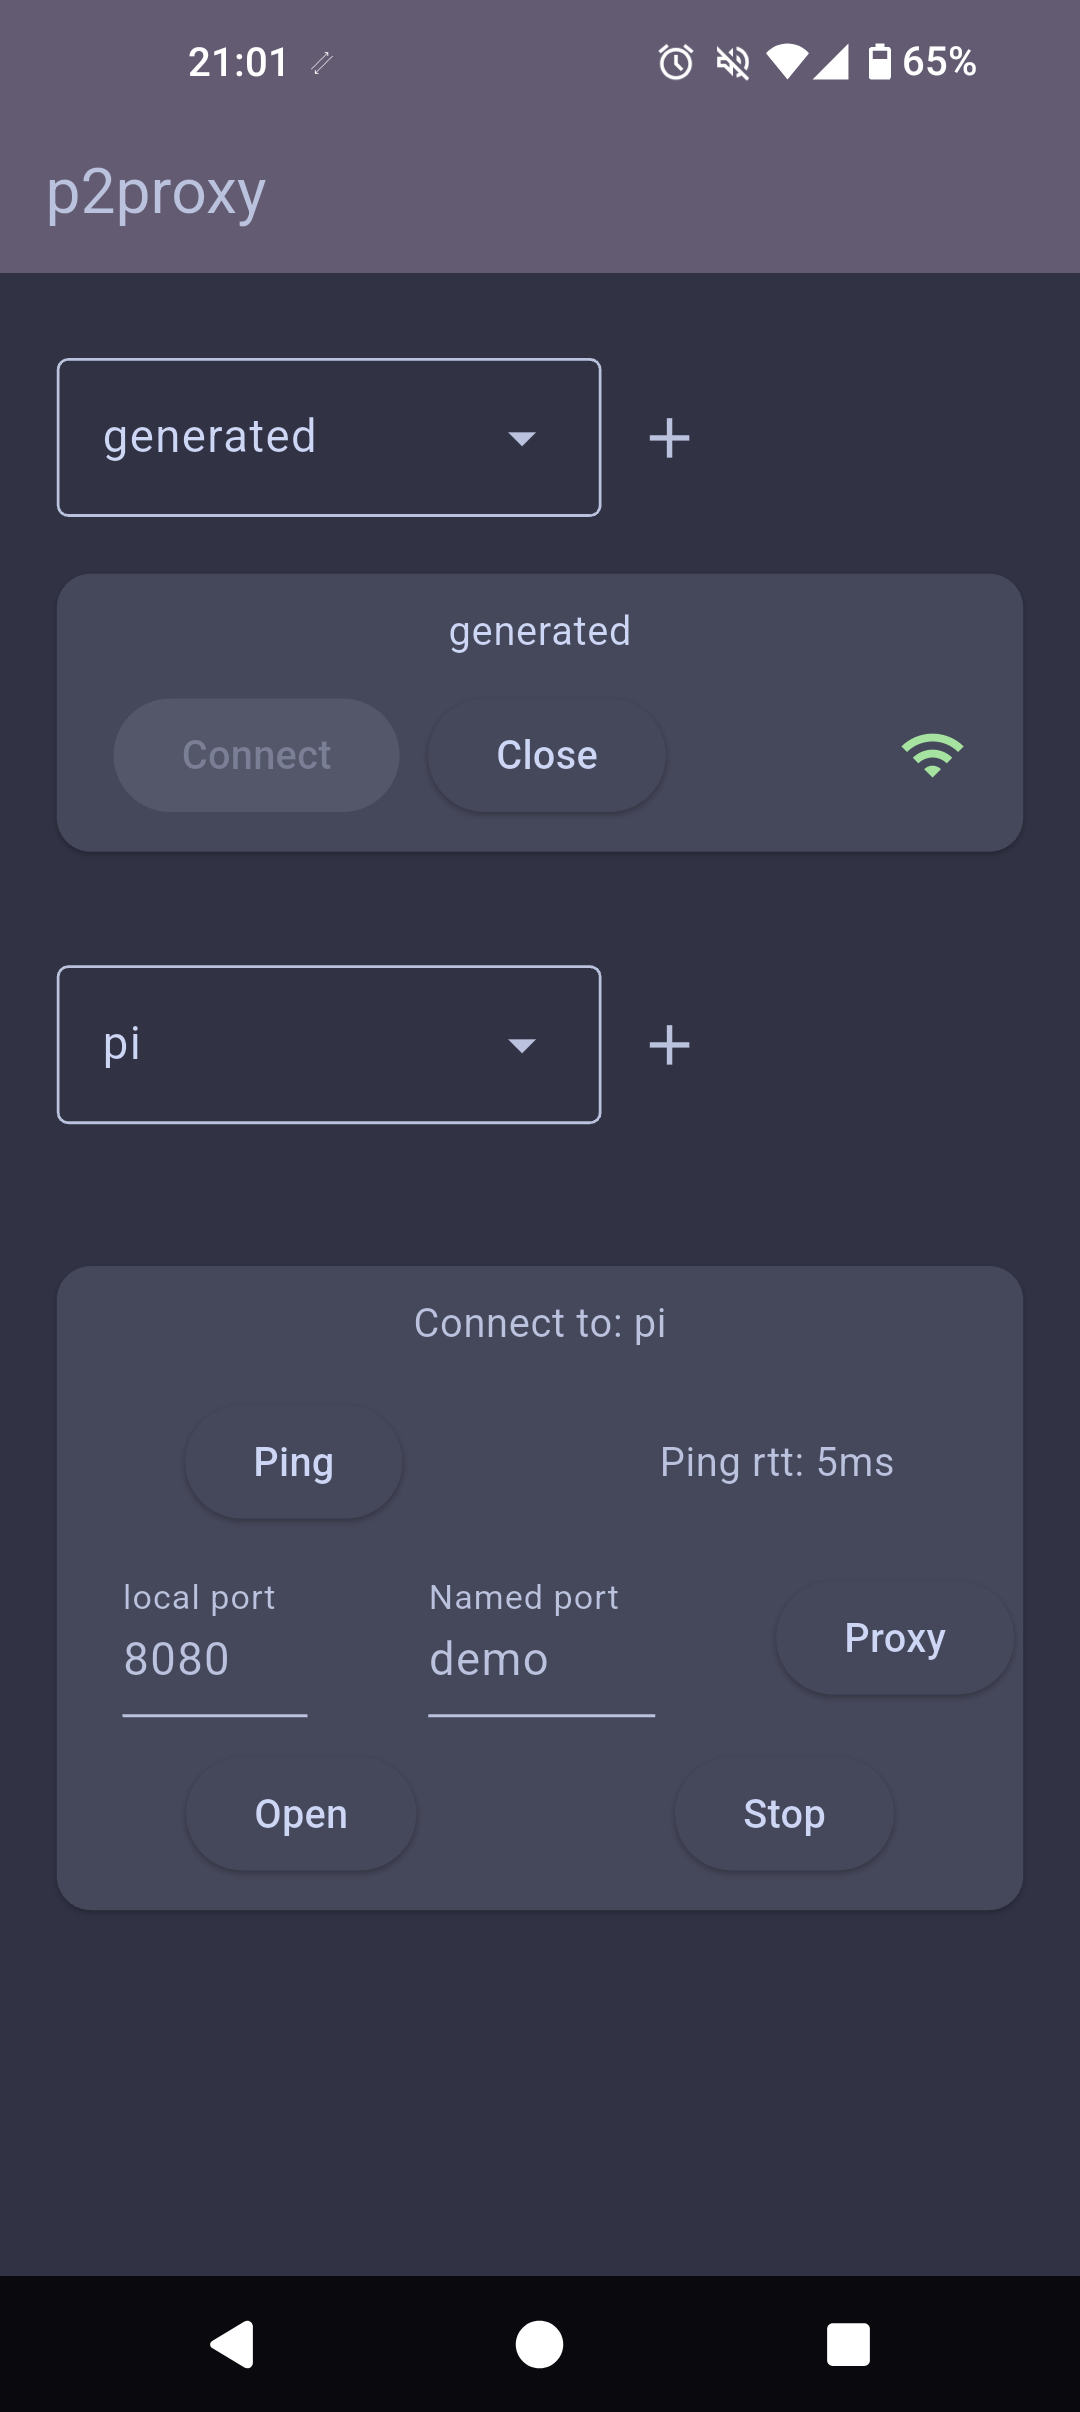 21:01 65%
p2proxy
generated
generated
Connect Close
pi
Connect to: pi
Ping Ping rtt: 5ms
local port Named port
8080 demo Proxy
Open Stop